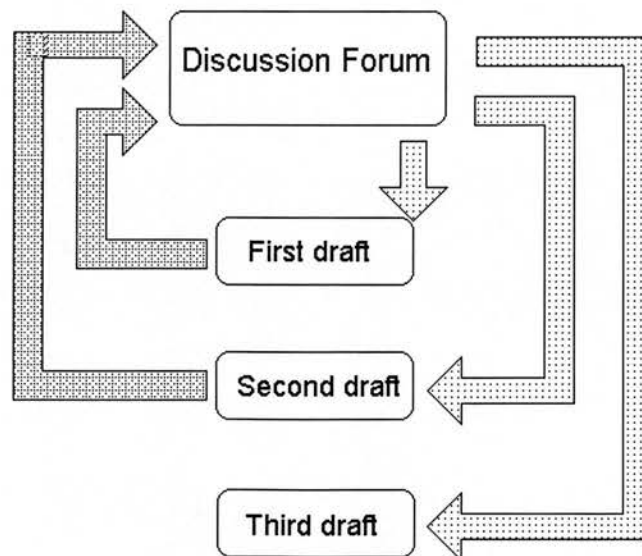 Discussion Forum
First draft
Second draft
Third draft